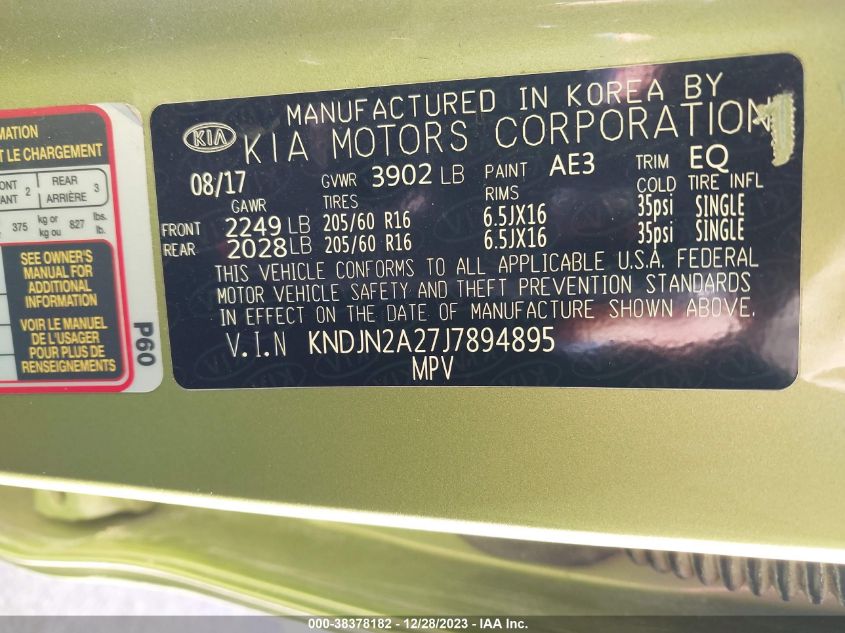 MATION
T LE CHARGEMENT
ONT 2 REAR 3
ANT ARRIÈRE
375 kg or 827 lbs.
kg ou lb.
SEE OWNER'S
MANUAL FOR
ADDITIONAL
INFORMATION
VOIR LE MANUEL
DE L'USAGER
POUR PLUS DE
RENSEIGNEMENTS
P60
MANUFACTURED IN KOREA BY
KIA KIA MOTORS CORPORATION
08/17 GVWR 3902 LB PAINT AE3 TRIM EQ
GAWR TIRES RIMS COLD TIRE INFL
FRONT 2249 LB 205/60 R16 6.5JX16 35psi SINGLE
REAR 2028 LB 205/60 R16 6.5JX16 35psi SINGLE
THIS VEHICLE CONFORMS TO ALL APPLICABLE U.S.A. FEDERAL
MOTOR VEHICLE SAFETY AND THEFT PREVENTION STANDARDS
IN EFFECT ON THE DATE OF MANUFACTURE SHOWN ABOVE.
V.I.N KNDJN2A27J7894895
MPV
000-38378182 - 12/28/2023 - IAA Inc.